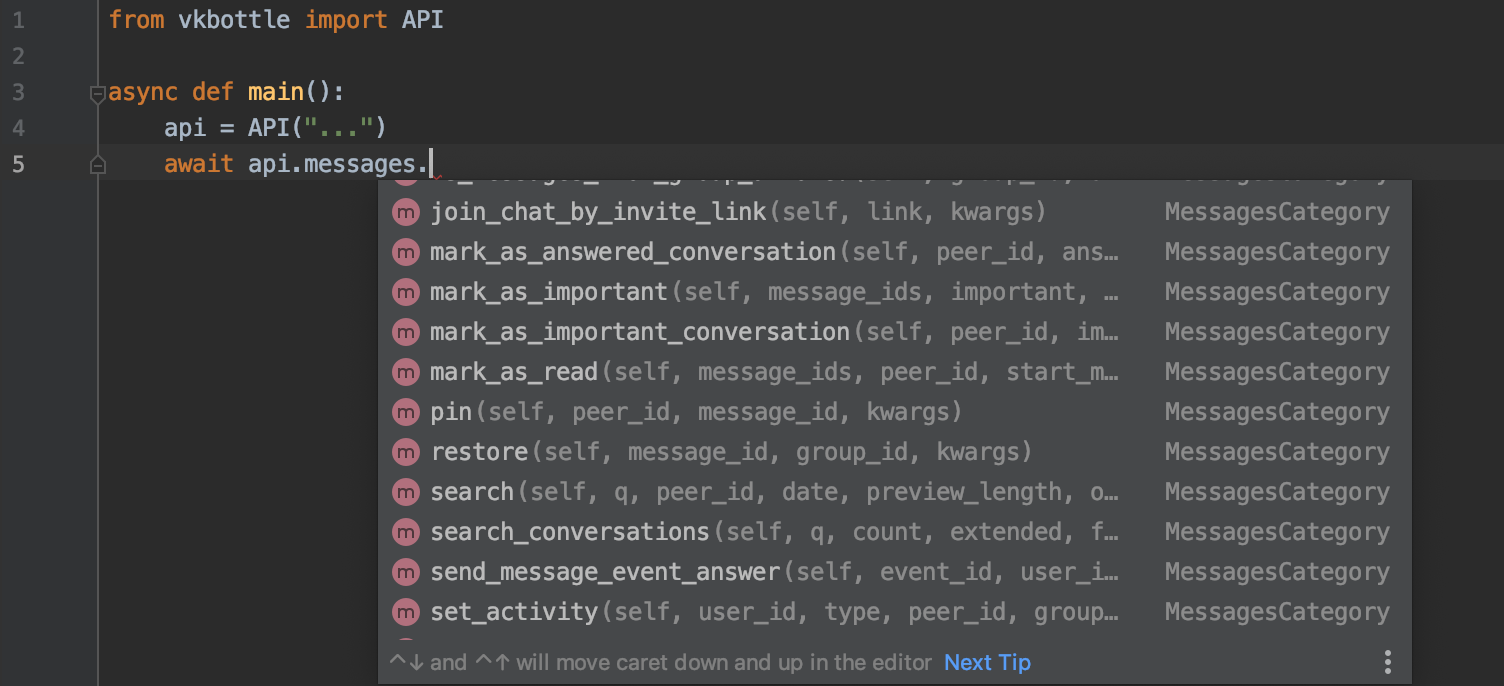 1 from vkbottle import API
2
3 async def main():
4 api = API("...")
5 await api.messages.
m join_chat_by_invite_link(self, link, kwargs) MessagesCategory
m mark_as_answered_conversation(self, peer_id, ans… MessagesCategory
m mark_as_important(self, message_ids, important, … MessagesCategory
m mark_as_important_conversation(self, peer_id, im… MessagesCategory
m mark_as_read(self, message_ids, peer_id, start_m… MessagesCategory
m pin(self, peer_id, message_id, kwargs) MessagesCategory
m restore(self, message_id, group_id, kwargs) MessagesCategory
m search(self, q, peer_id, date, preview_length, o… MessagesCategory
m search_conversations(self, q, count, extended, f… MessagesCategory
m send_message_event_answer(self, event_id, user_i… MessagesCategory
m set_activity(self, user_id, type, peer_id, group… MessagesCategory
^↓ and ^↑ will move caret down and up in the editor Next Tip